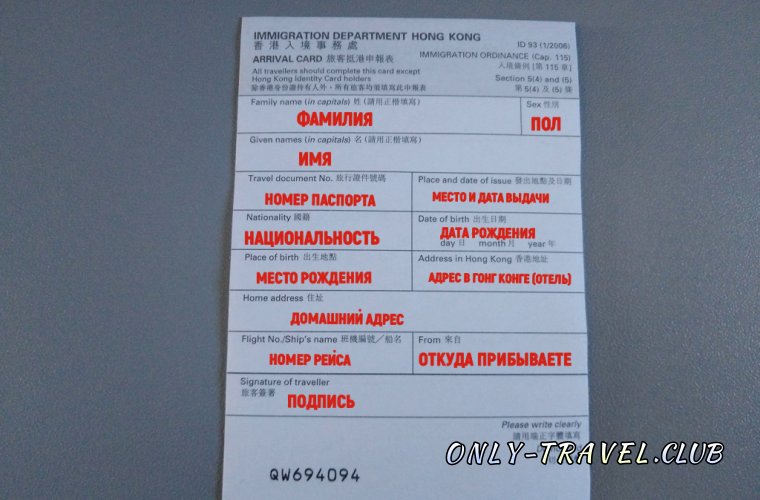 IMMIGRATION DEPARTMENT HONG KONG
香港入境事務處
ID 93 (1/2006)
ARRIVAL CARD 旅客抵港申報表
IMMIGRATION ORDINANCE (Cap. 115)
入境條例 [第 115 章]
All travellers should complete this card except
Hong Kong Identity Card holders
Section 5(4) and (5)
除香港身份證持有人外，所有旅客均須填寫此申報表
第 5(4) 及 (5) 條
Family name (in capitals) 姓 (請用正楷填寫)
Sex 性別
ФАМИЛИЯ
ПОЛ
Given names (in capitals) 名 (請用正楷填寫)
ИМЯ
Travel document No. 旅行證件號碼
Place and date of issue 發出地點及日期
НОМЕР ПАСПОРТА
МЕСТО И ДАТА ВЫДАЧИ
Nationality 國籍
Date of birth 出生日期
НАЦИОНАЛЬНОСТЬ
ДАТА РОЖДЕНИЯ
day 日 month 月 year 年
Place of birth 出生地點
Address in Hong Kong 香港地址
МЕСТО РОЖДЕНИЯ
АДРЕС В ГОНГ КОНГЕ (ОТЕЛЬ)
Home address 住址
ДОМАШНИЙ АДРЕС
Flight No./Ship's name 班機編號／船名
From 來自
НОМЕР РЕЙСА
ОТКУДА ПРИБЫВАЕТЕ
Signature of traveller
旅客簽署
ПОДПИСЬ
Please write clearly
請用端正字體填寫
ONLY-TRAVEL.CLUB
QW694094